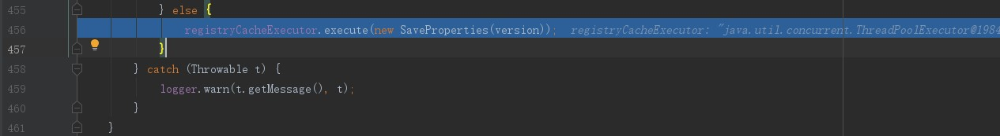 455 } else {
456 registryCacheExecutor.execute(new SaveProperties(version)); registryCacheExecutor: "java.util.concurrent.ThreadPoolExecutor@1984
457 }
458 } catch (Throwable t) {
459 logger.warn(t.getMessage(), t);
460 }
461 }